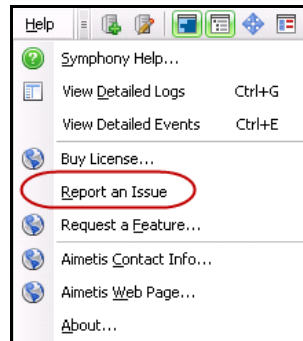 Help
Symphony Help...
View Detailed Logs Ctrl+G
View Detailed Events Ctrl+E
Buy License...
Report an Issue
Request a Feature...
Aimetis Contact Info...
Aimetis Web Page...
About...